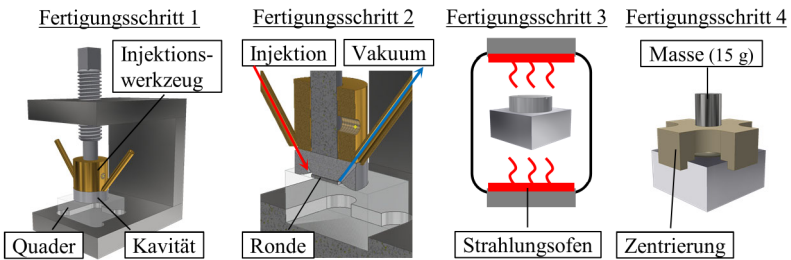 Fertigungsschritt 1
Injektions-
werkzeug
Quader
Kavität
Fertigungsschritt 2
Injektion
Vakuum
Ronde
Fertigungsschritt 3
Strahlungsofen
Fertigungsschritt 4
Masse (15 g)
Zentrierung